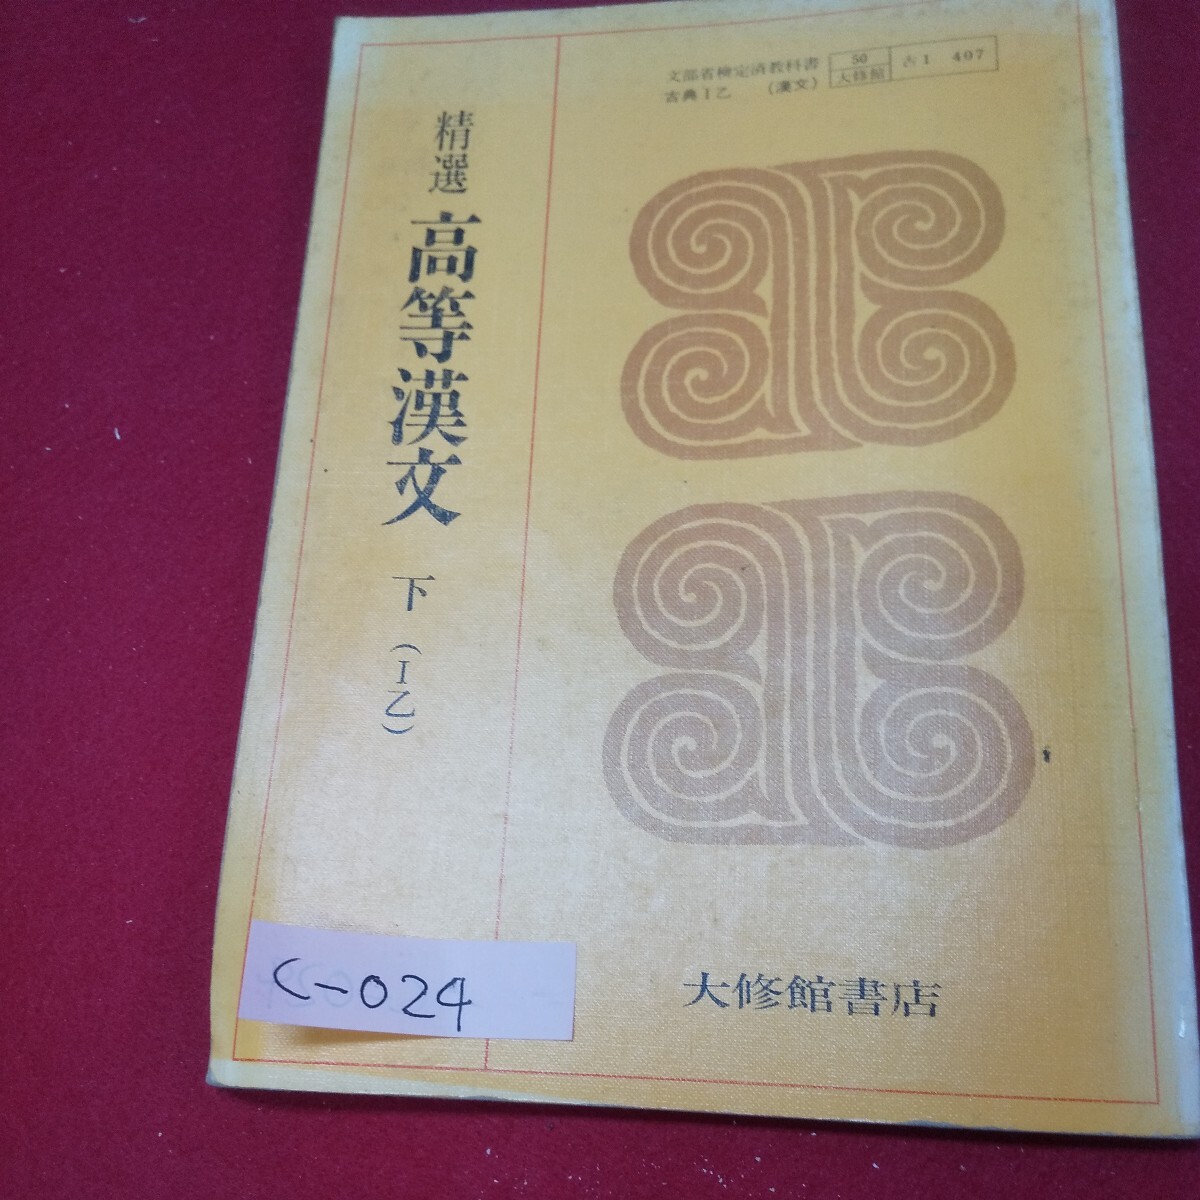 文部省検定済教科書
古典Ⅰ乙 (漢文)
50
大修館
古Ⅰ 407
精選 高等漢文 下 (Ⅰ乙)
大修館書店
C-024